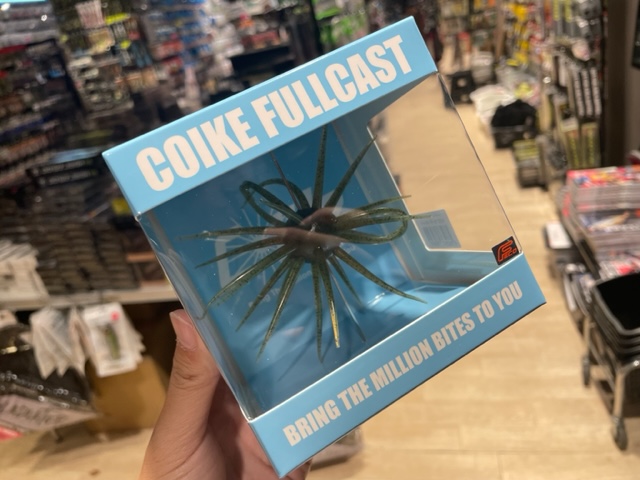 COIKE FULLCAST
BRING THE MILLION BITES TO YOU